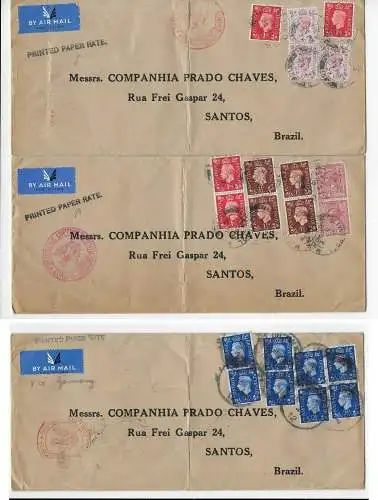 BY AIR MAIL
PRINTED PAPER RATE.
Messrs. COMPANHIA PRADO CHAVES,
Rua Frei Gaspar 24,
SANTOS,
Brazil.
BY AIR MAIL
PRINTED PAPER RATE.
Messrs. COMPANHIA PRADO CHAVES,
Rua Frei Gaspar 24,
SANTOS,
Brazil.
PRINTED PAPER RATE
BY AIR MAIL
via Germany
Messrs. COMPANHIA PRADO CHAVES,
Rua Frei Gaspar 24,
SANTOS,
Brazil.